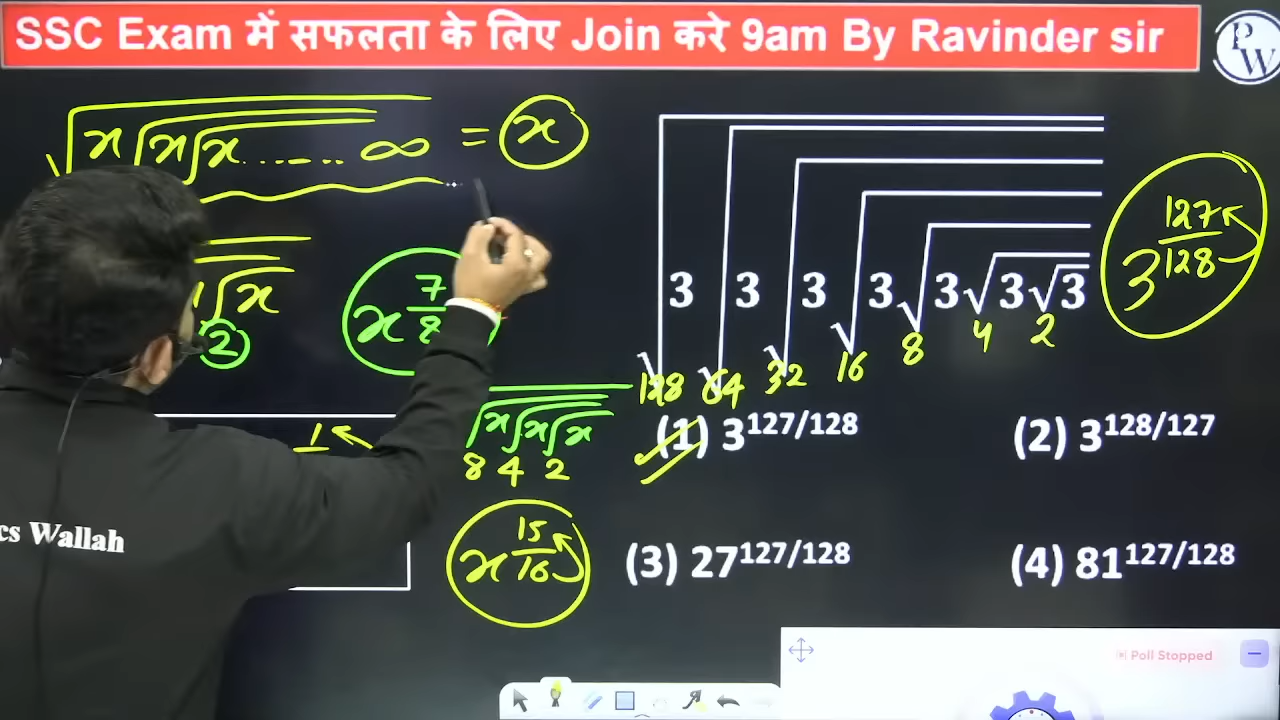 SSC Exam में सफलता के लिए Join करे 9am By Ravinder sir
PW
√x√x√x....... ∞ = x
√x
2
x^7/8
√3√3√3√3√3√3√3
128 64 32 16 8 4 2
3^127/128
√x√x√x
8 4 2
x^15/16
1
(1) 3^127/128
(2) 3^128/127
(3) 27^127/128
(4) 81^127/128
cs Wallah
Poll Stopped